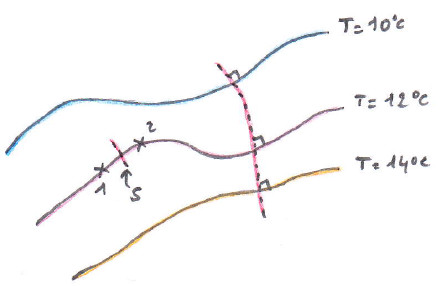 T = 10°C
T = 12°C
2
1
S
T = 14°C